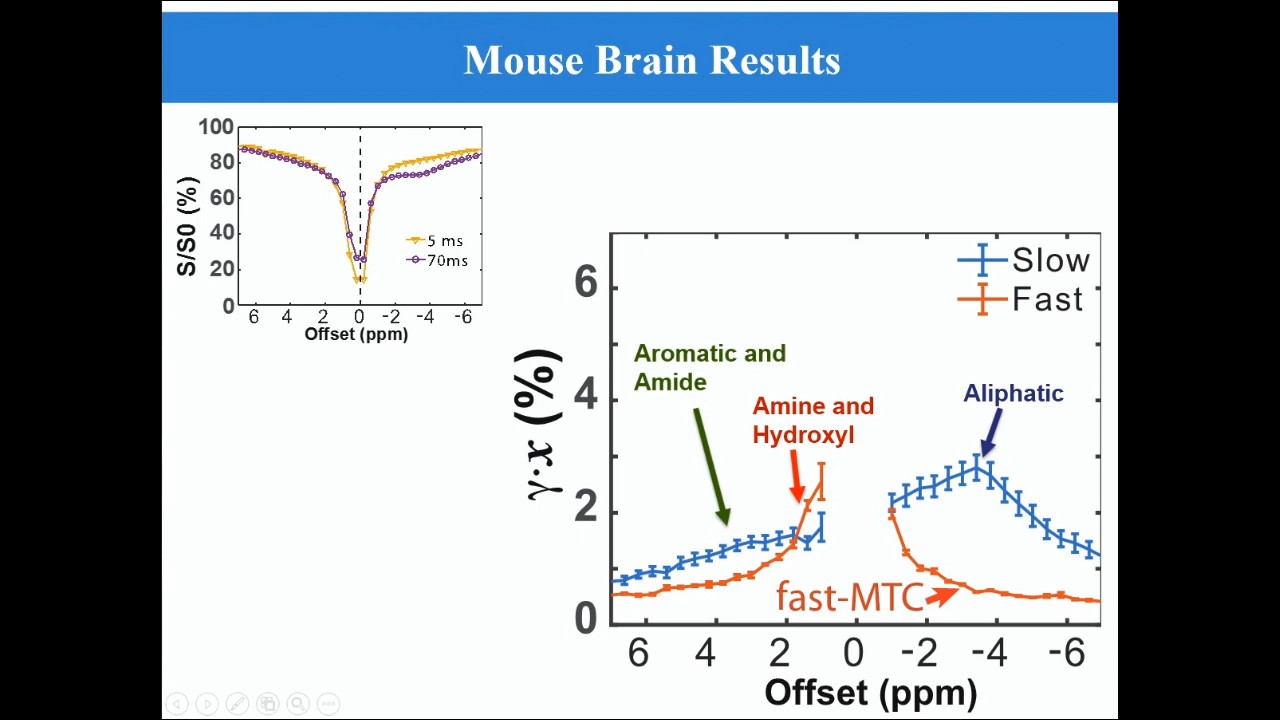 Mouse Brain Results
100
80
60
40
20
0
S/S0 (%)
5 ms
70ms
6 4 2 0 -2 -4 -6
Offset (ppm)
Slow
Fast
6
4
2
0
γ·x (%)
Aromatic and
Amide
Amine and
Hydroxyl
Aliphatic
fast-MTC
6 4 2 0 -2 -4 -6
Offset (ppm)